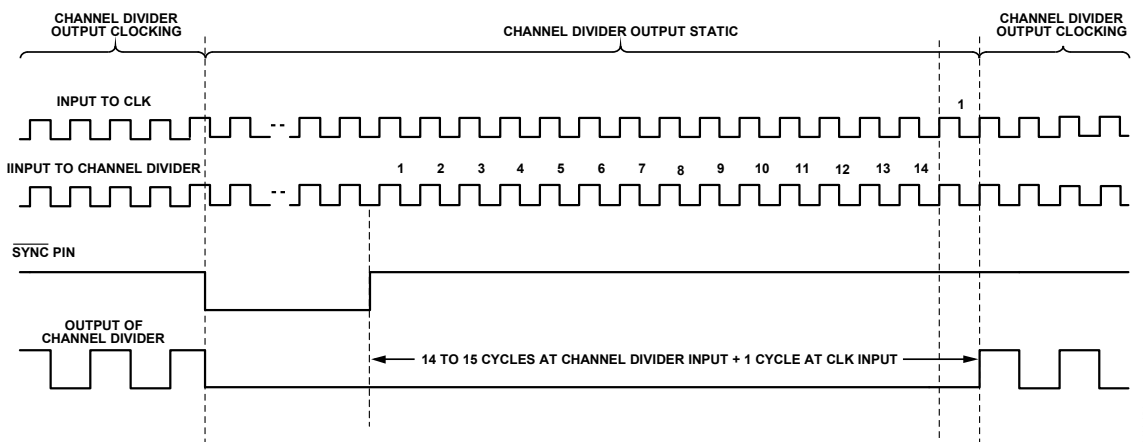 CHANNEL DIVIDER
OUTPUT CLOCKING
CHANNEL DIVIDER OUTPUT STATIC
CHANNEL DIVIDER
OUTPUT CLOCKING
INPUT TO CLK
1
IINPUT TO CHANNEL DIVIDER
1 2 3 4 5 6 7 8 9 10 11 12 13 14
SYNC PIN
OUTPUT OF
CHANNEL DIVIDER
14 TO 15 CYCLES AT CHANNEL DIVIDER INPUT + 1 CYCLE AT CLK INPUT